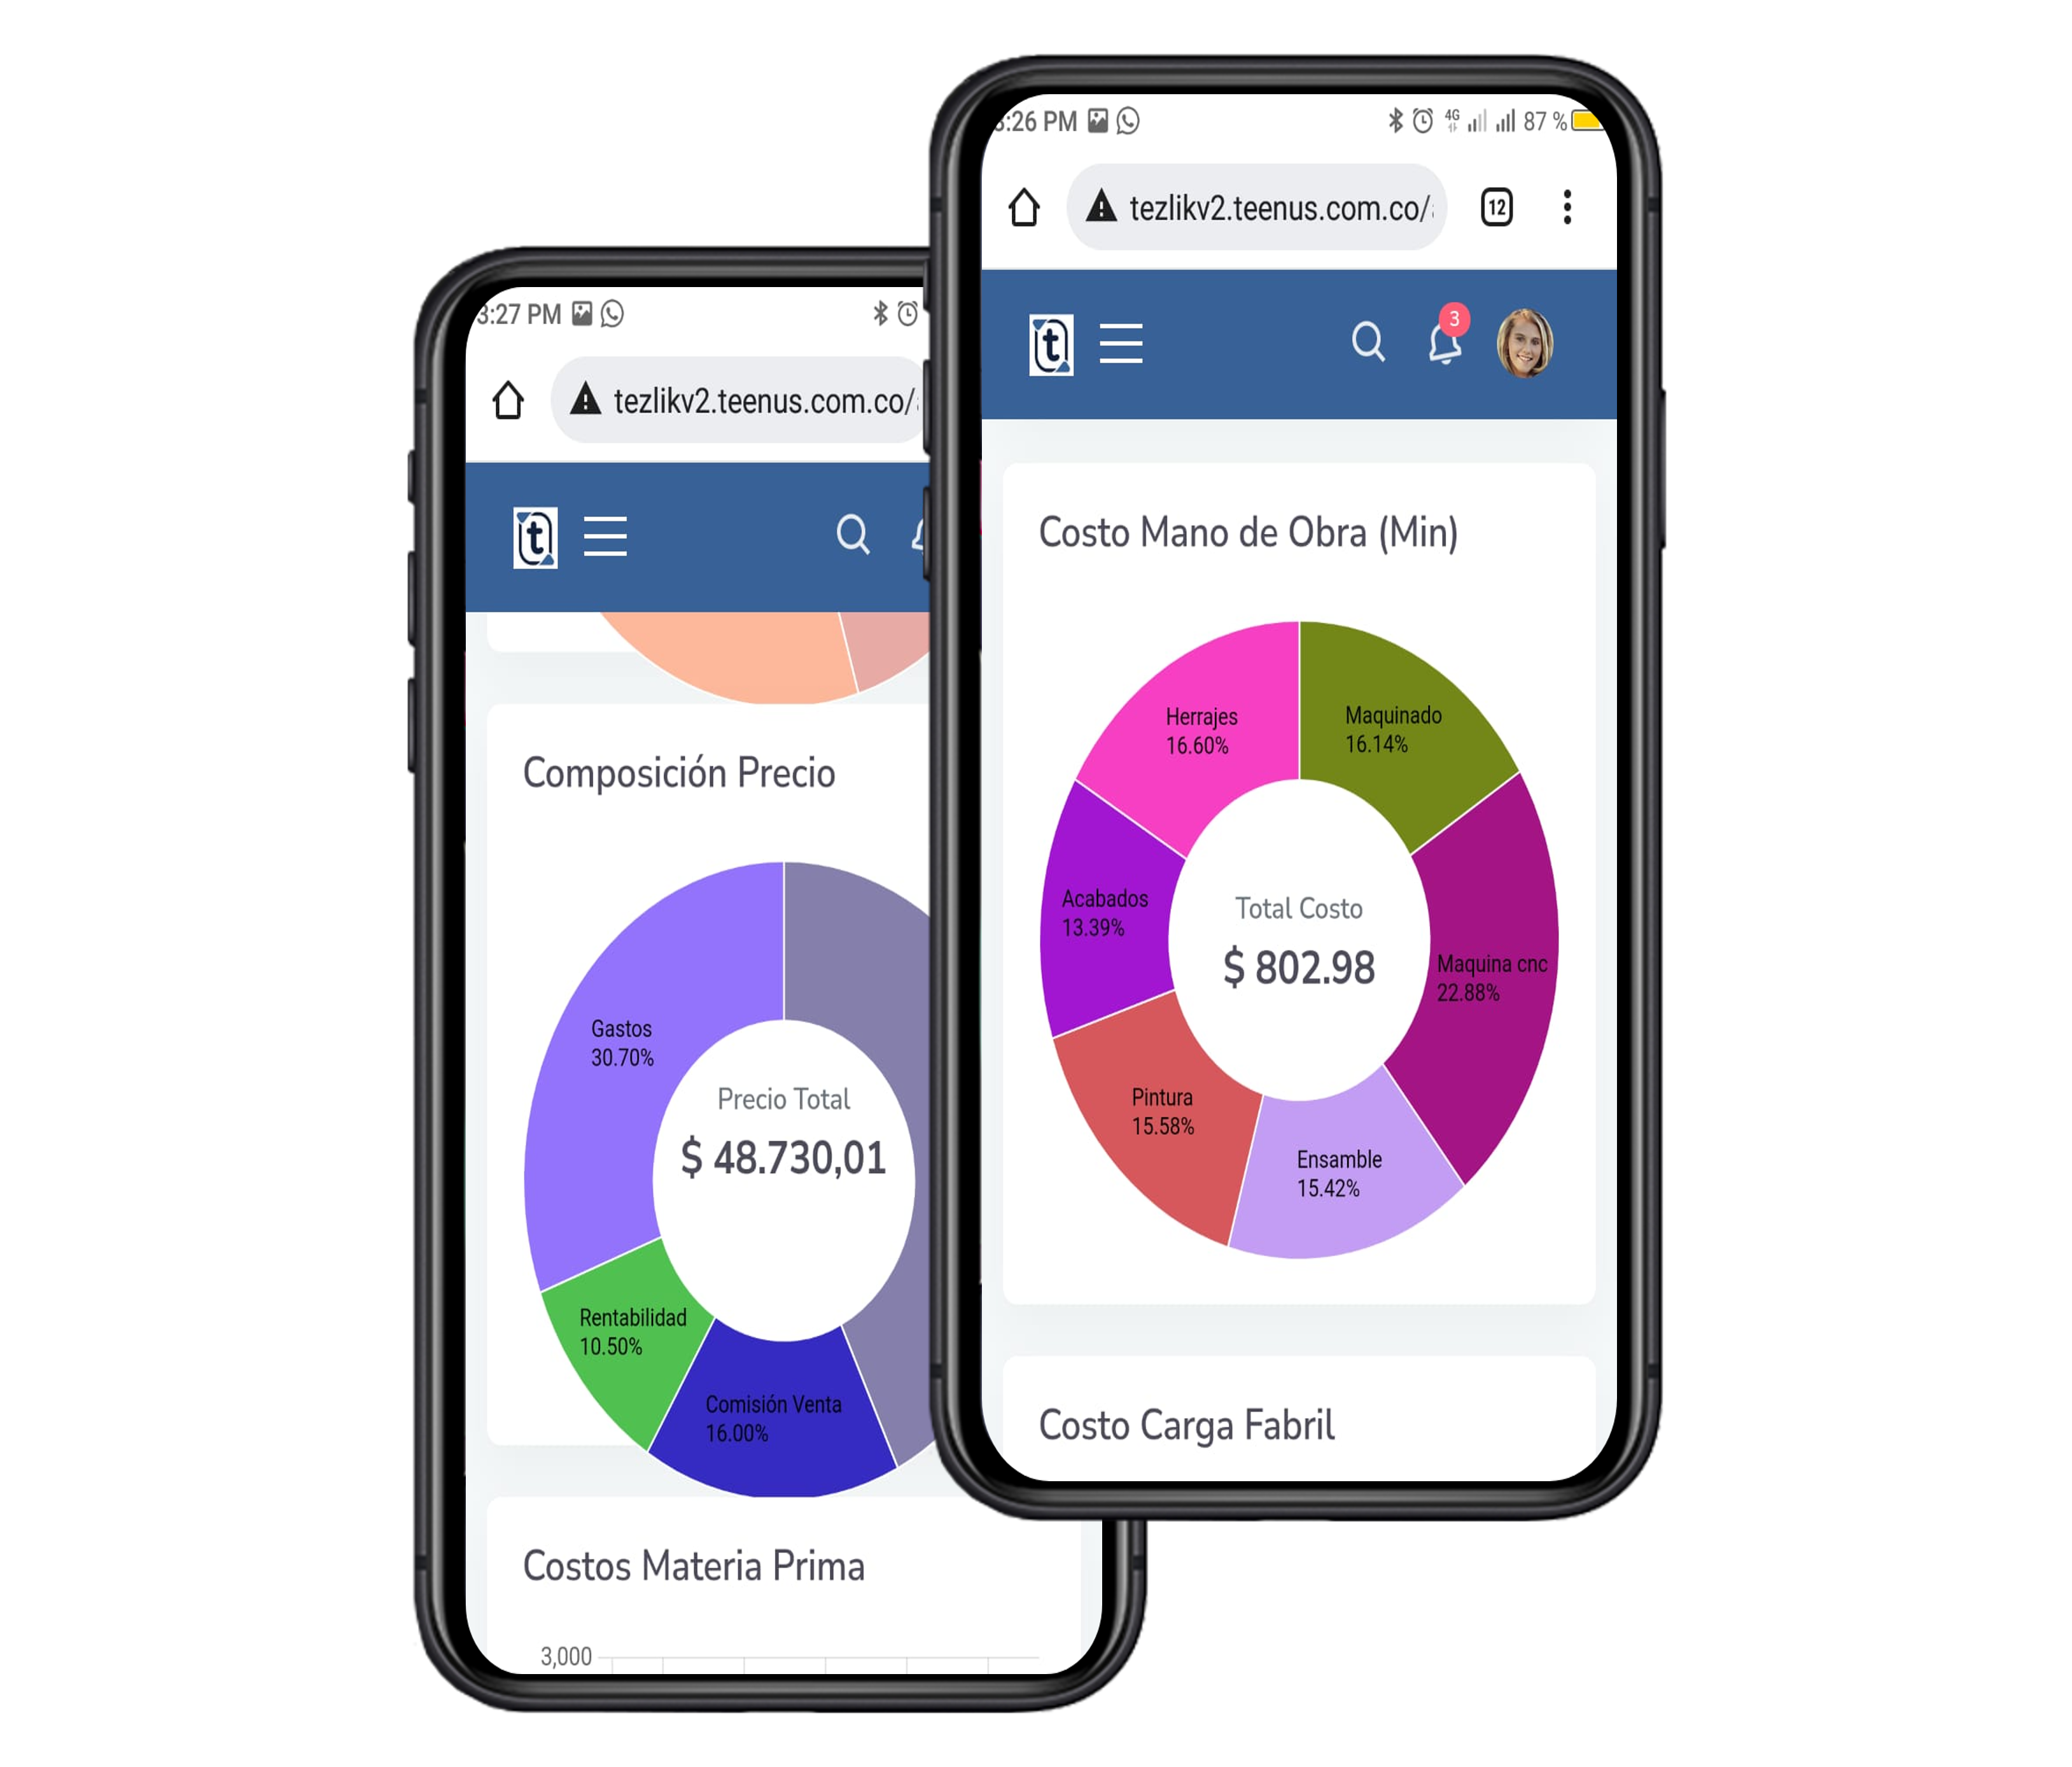 3:27 PM
tezlikv2.teenus.com.co/
t
Composición Precio
Gastos
30.70%
Precio Total
$ 48.730,01
Rentabilidad
10.50%
Comisión Venta
16.00%
Costos Materia Prima
3,000
:26 PM
4G
87 %
tezlikv2.teenus.com.co/
12
t
3
Costo Mano de Obra (Min)
Herrajes
16.60%
Maquinado
16.14%
Acabados
13.39%
Total Costo
$ 802.98
Maquina cnc
22.88%
Pintura
15.58%
Ensamble
15.42%
Costo Carga Fabril